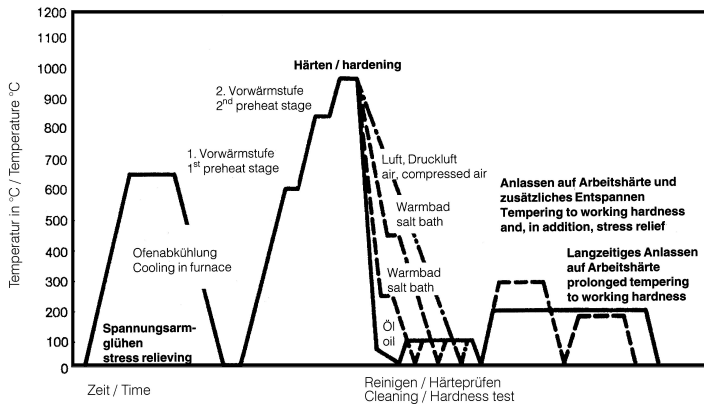 1200
1100
1000
900
800
700
600
500
400
300
200
100
0
Temperatur in °C / Temperature °C
Härten / hardening
2. Vorwärmstufe
2nd preheat stage
1. Vorwärmstufe
1st preheat stage
Luft, Druckluft
air, compressed air
Warmbad
salt bath
Warmbad
salt bath
Öl
oil
Ofenabkühlung
Cooling in furnace
Spannungsarm-
glühen
stress relieving
Anlassen auf Arbeitshärte und
zusätzliches Entspannen
Tempering to working hardness
and, in addition, stress relief
Langzeitiges Anlassen
auf Arbeitshärte
prolonged tempering
to working hardness
Zeit / Time
Reinigen / Härteprüfen
Cleaning / Hardness test